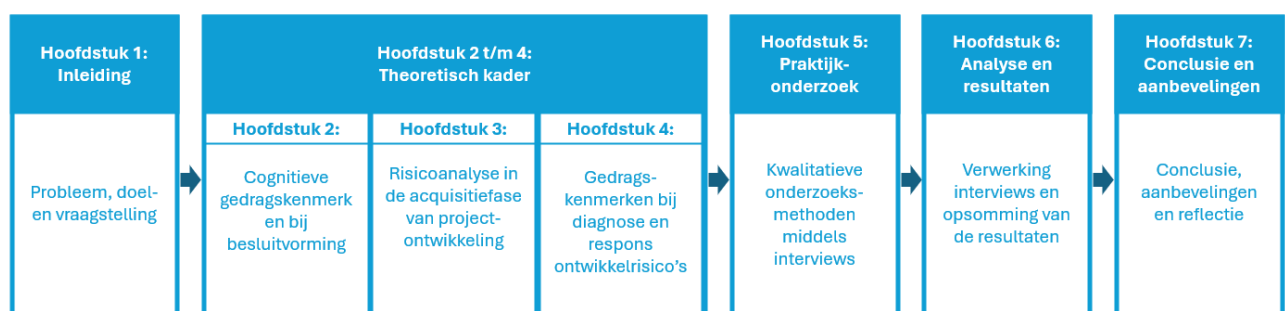 Hoofdstuk 1:
Inleiding
Probleem, doel-
en vraagstelling
Hoofdstuk 2 t/m 4:
Theoretisch kader
Hoofdstuk 2:
Cognitieve
gedragskenmerk
en bij
besluitvorming
Hoofdstuk 3:
Risicoanalyse in
de acquisitiefase
van project-
ontwikkeling
Hoofdstuk 4:
Gedrags-
kenmerken bij
diagnose en
respons
ontwikkelrisico's
Hoofdstuk 5:
Praktijk-
onderzoek
Kwalitatieve
onderzoeks-
methoden
middels
interviews
Hoofdstuk 6:
Analyse en
resultaten
Verwerking
interviews en
opsomming van
de resultaten
Hoofdstuk 7:
Conclusie en
aanbevelingen
Conclusie,
aanbevelingen
en reflectie